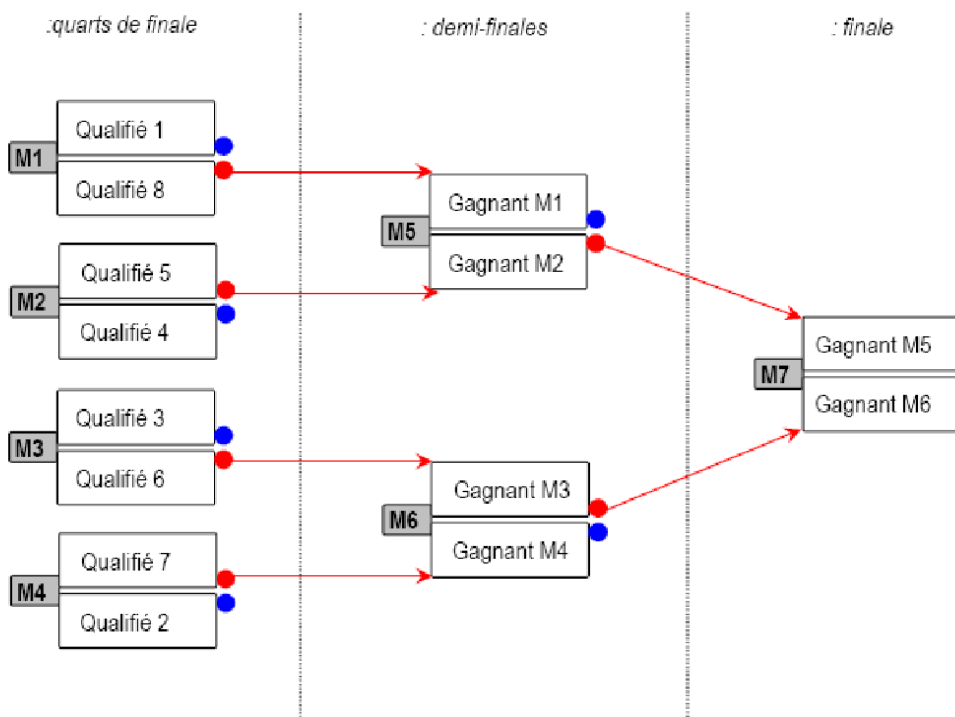 :quarts de finale
: demi-finales
: finale
Qualifié 1
M1
Qualifié 8
Qualifié 5
M2
Qualifié 4
Qualifié 3
M3
Qualifié 6
Qualifié 7
M4
Qualifié 2
Gagnant M1
M5
Gagnant M2
Gagnant M3
M6
Gagnant M4
Gagnant M5
M7
Gagnant M6